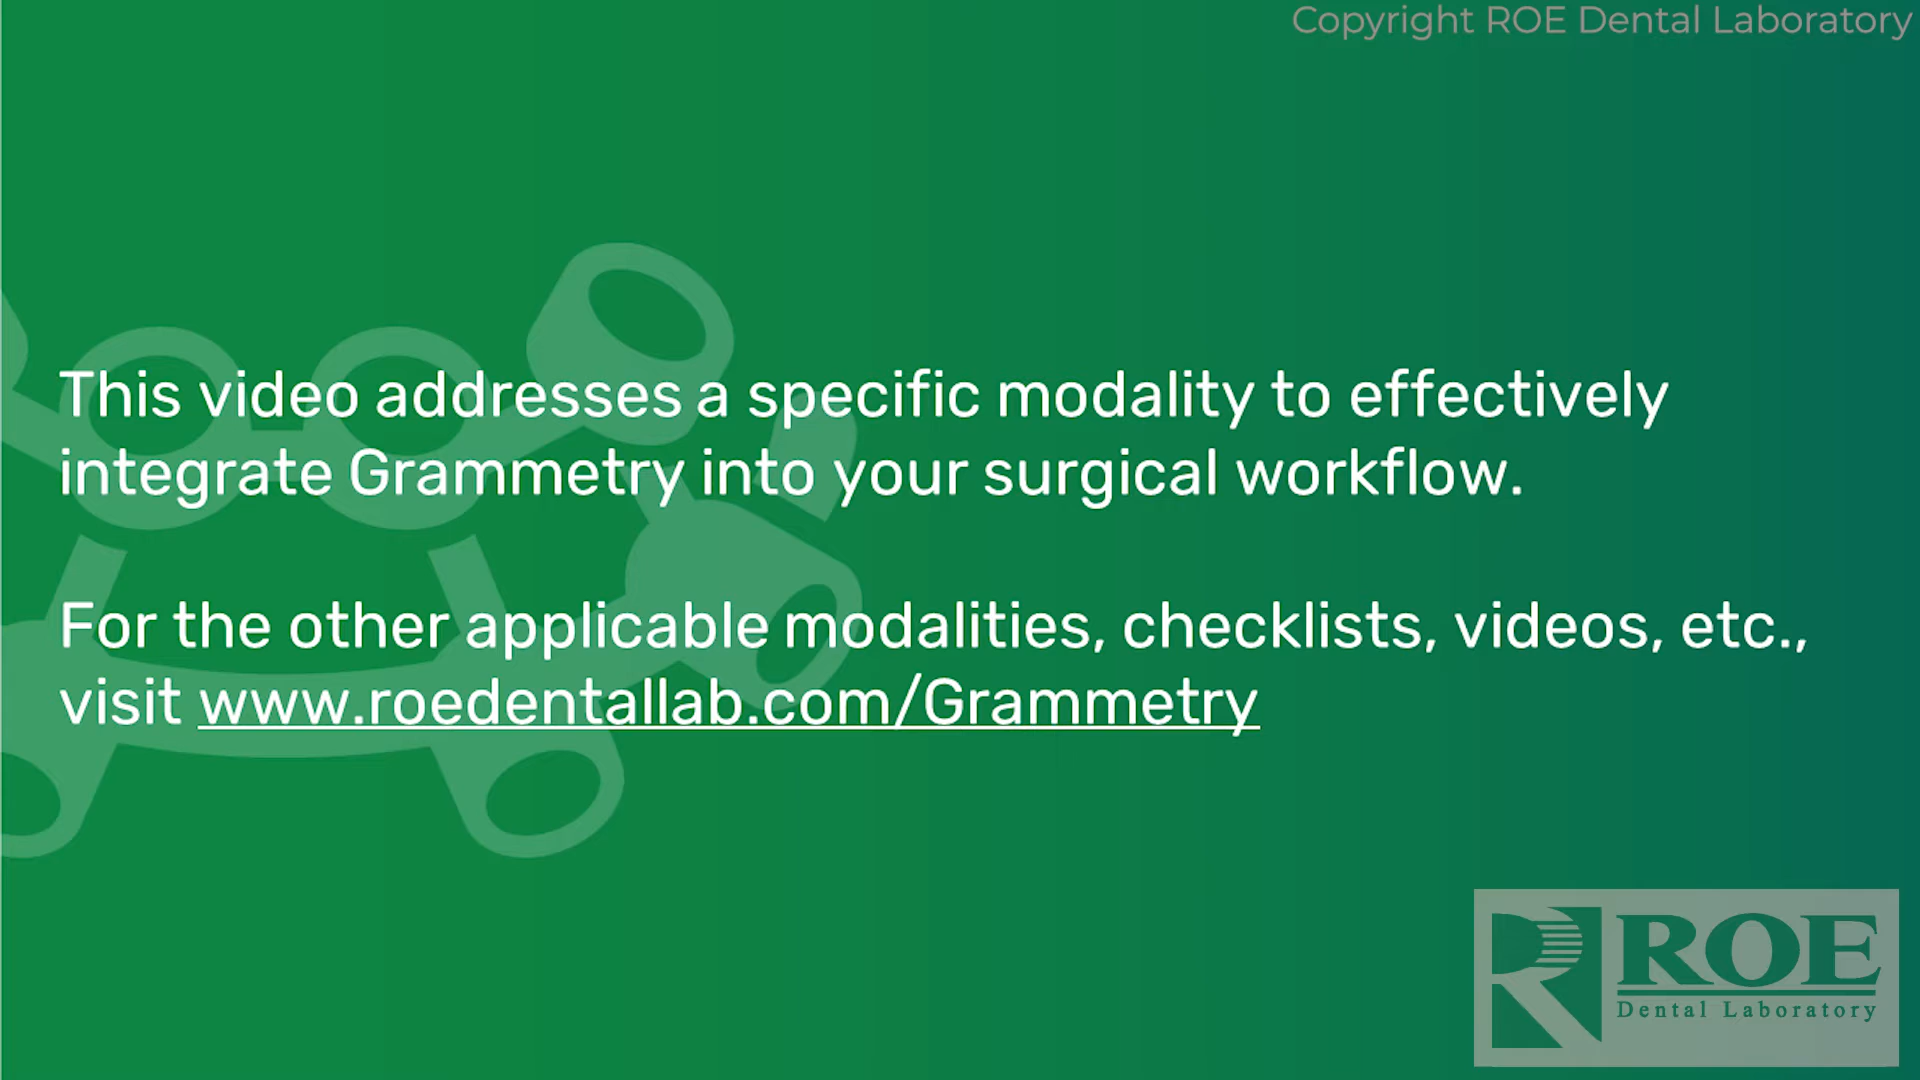 Copyright ROE Dental Laboratory
This video addresses a specific modality to effectively
integrate Grammetry into your surgical workflow.
For the other applicable modalities, checklists, videos, etc.,
visit www.roedentallab.com/Grammetry
ROE
Dental Laboratory